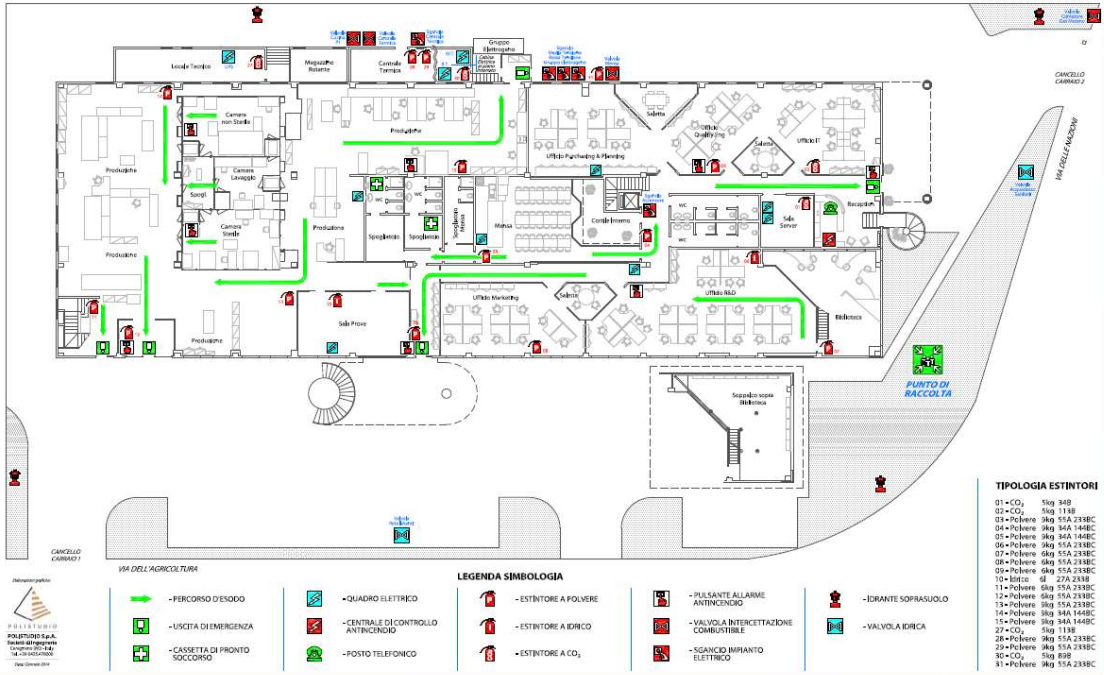 Gruppo
Elettrogeno
Locale Tecnico
Magazzino
Rotante
Centrale
Termica
CANCELLO
CARRAIO 2
Camera
non Sterile
Produzione
Saletta
Ufficio
Ufficio IT
Saletta
Ufficio Purchasing & Planning
Produzione
Camera
Lavaggio
Spogl.
WC
WC
VIA DELLE NAZIONI
Camera
Sterile
Produzione
Spogliatoio
Spogliatoio
Spogliatoio
Mensa
Mensa
Cortile Interno
WC
WC
Sala
Server
Reception
Produzione
Ufficio Marketing
Saletta
Ufficio R&D
Biblioteca
Sala Prove
Produzione
PUNTO DI
RACCOLTA
Soppalco sopra
Biblioteca
CANCELLO
CARRAIO 1
VIA DELL'AGRICOLTURA
TIPOLOGIA ESTINTORI
01 - CO₂ 5kg 34B
02 - CO₂ 5kg 113B
03 - Polvere 9kg 55A 233BC
04 - Polvere 9kg 34A 144BC
05 - Polvere 9kg 34A 144BC
06 - Polvere 9kg 55A 233BC
07 - Polvere 6kg 55A 233BC
08 - Polvere 6kg 55A 233BC
09 - Polvere 6kg 55A 233BC
10 - Idrico 6l 27A 233B
11 - Polvere 6kg 55A 233BC
12 - Polvere 6kg 55A 233BC
13 - Polvere 9kg 55A 233BC
14 - Polvere 9kg 34A 144BC
15 - Polvere 9kg 34A 144BC
27 - CO₂ 5kg 113B
28 - Polvere 9kg 55A 233BC
29 - Polvere 9kg 55A 233BC
30 - CO₂ 5kg 89B
31 - Polvere 9kg 55A 233BC
LEGENDA SIMBOLOGIA
- PERCORSO D'ESODO
- USCITA DI EMERGENZA
- CASSETTA DI PRONTO
SOCCORSO
- QUADRO ELETTRICO
- CENTRALE DI CONTROLLO
ANTINCENDIO
- POSTO TELEFONICO
- ESTINTORE A POLVERE
- ESTINTORE A IDRICO
- ESTINTORE A CO₂
- PULSANTE ALLARME
ANTINCENDIO
- VALVOLA INTERCETTAZIONE
COMBUSTIBILE
- SGANCIO IMPIANTO
ELETTRICO
- IDRANTE SOPRASUOLO
- VALVOLA IDRICA
POLISTUDIO
POLISTUDIO S.p.A.
Società di Ingegneria